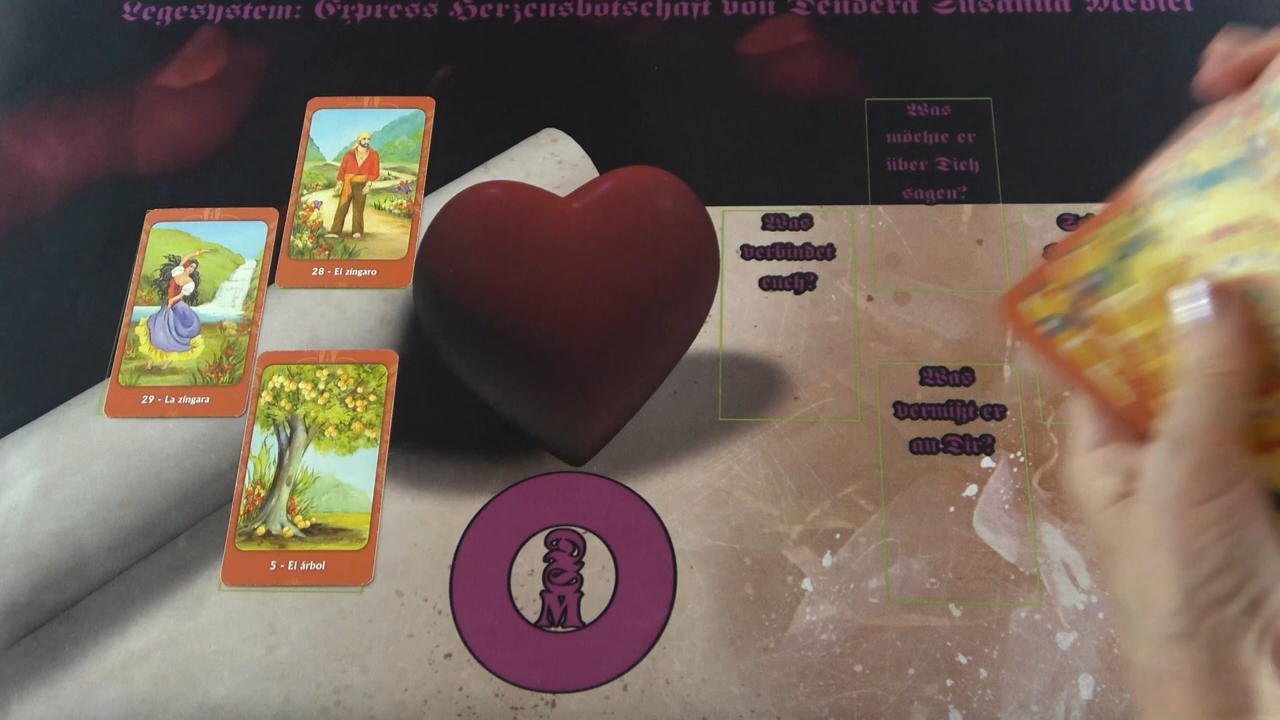 Legesystem: Express Herzensbotschaft von Dendera Susanna Medici
28 - El zíngaro
29 - La zíngara
5 - El árbol
Was
möchte er
über Dich
sagen?
Was
verbindet
euch?
Was
vermißt er
an Dir?